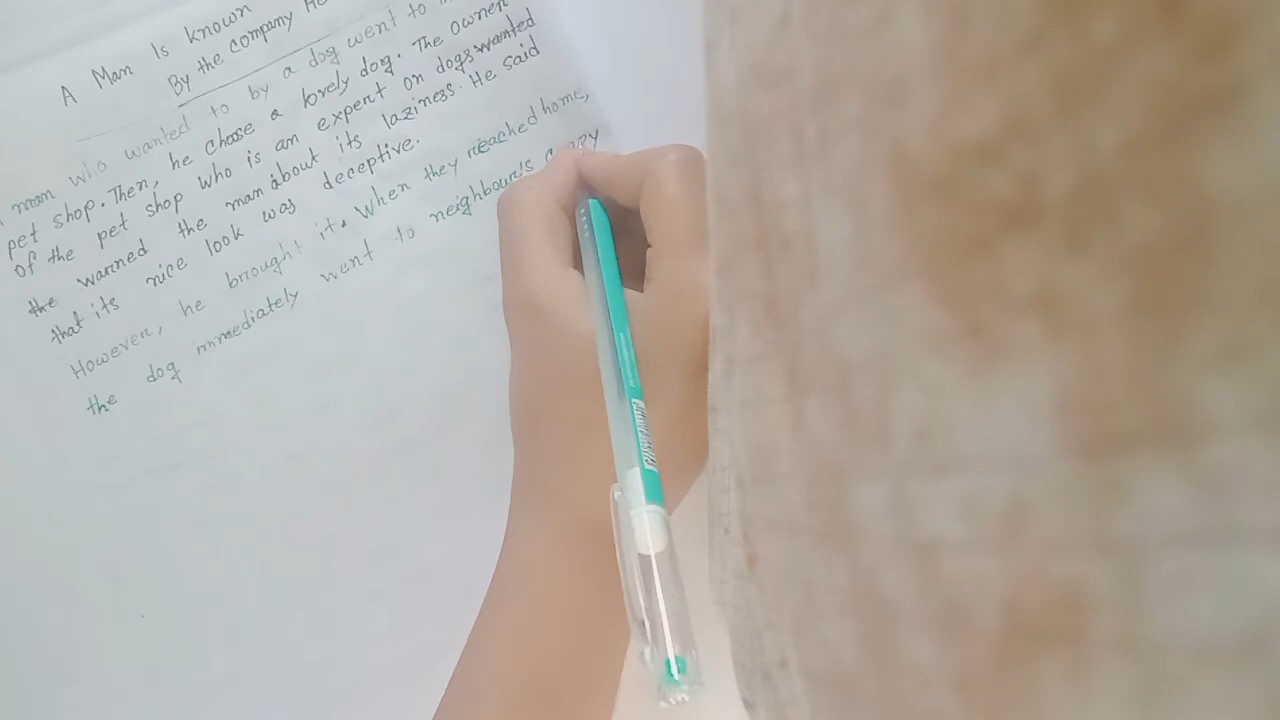 A Man Is known
By the company He
man who wanted to by a dog went to
pet shop. Then, he choose a lovely dog. The owner
of the pet shop who is an expert on dogs wanted
the warned the man about its laziness. He said
that its nice look was deceptive.
However, he brought it. When they reached home,
the dog immediately went to neighbour's